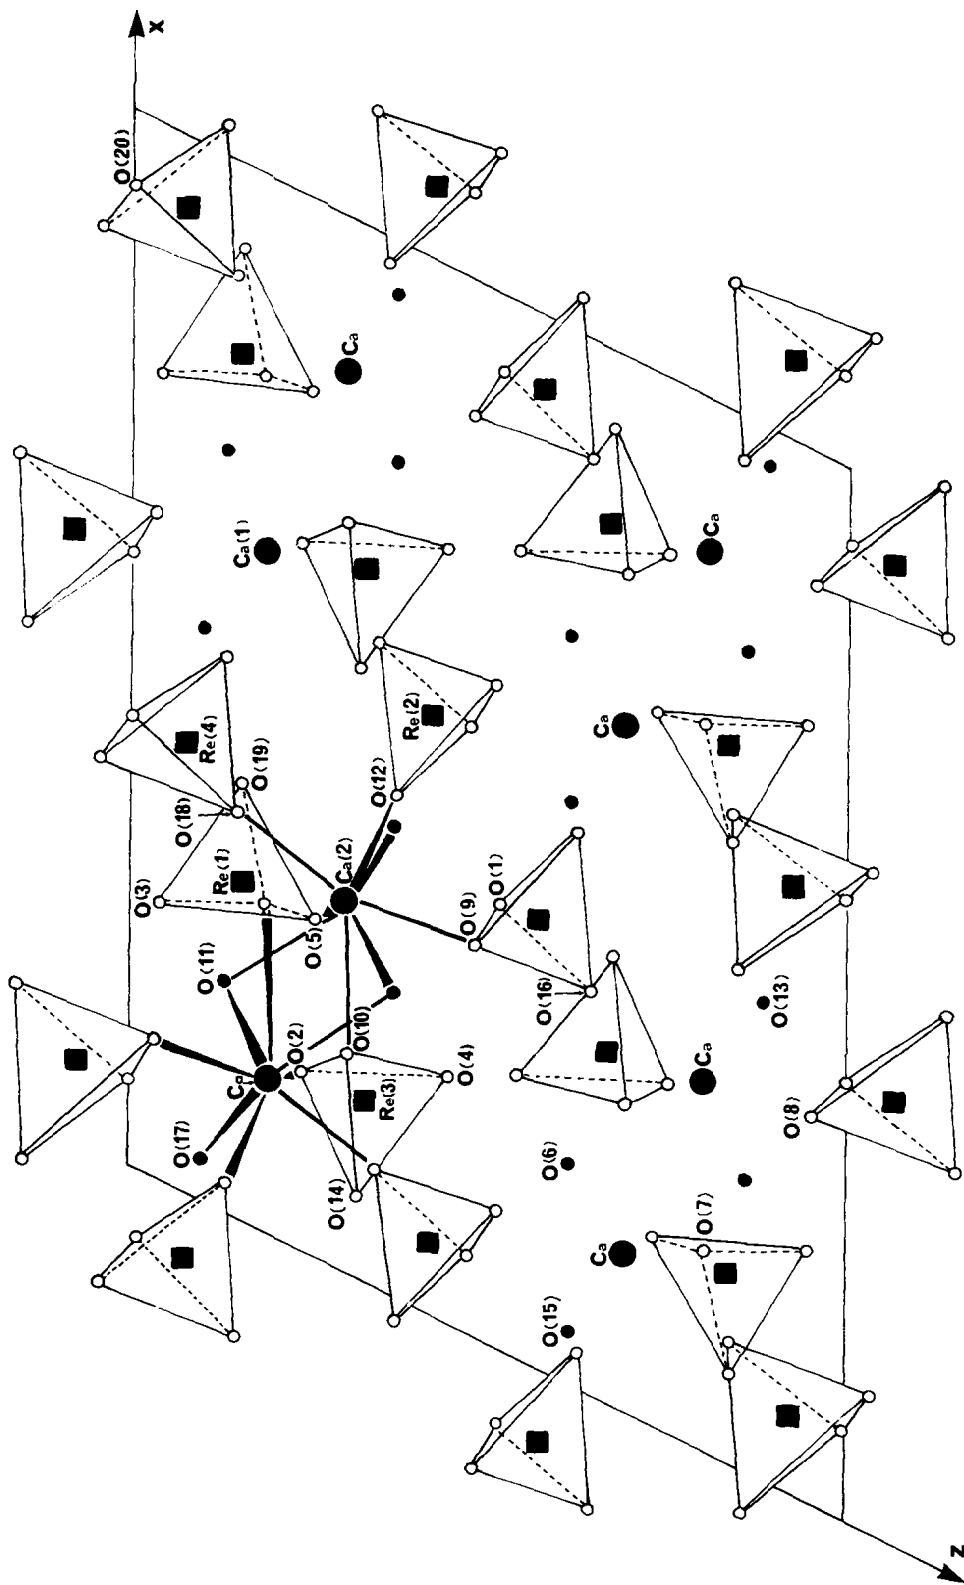 x
O(20)
Ca
Ca(1)
Ca
Re(4)
Re(2)
Ca
O(19)
O(18)
O(12)
O(3)
Re(1)
Ca(2)
O(1)
O(5)
O(9)
O(11)
O(16)
O(13)
O(2)
O(10)
Ca
O(4)
Re(3)
Ca
O(8)
O(17)
O(6)
O(14)
O(7)
Ca
O(15)
z